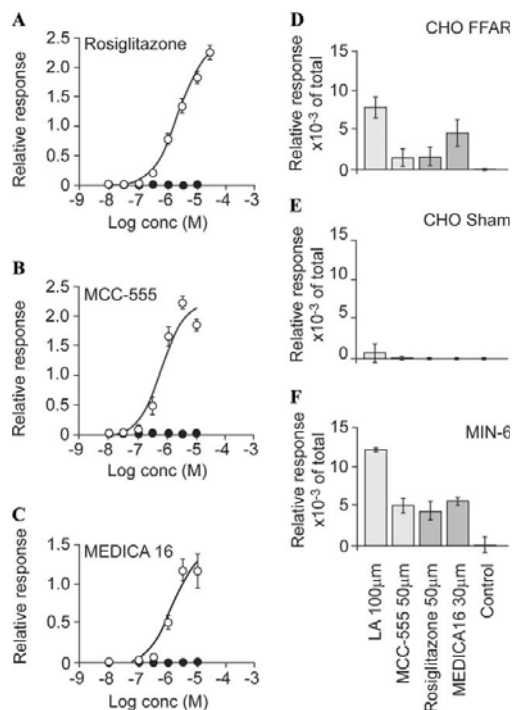 A
Rosiglitazone
Relative response
2.5
2.0
1.5
1.0
0.5
0
-9 -8 -7 -6 -5 -4 -3
Log conc (M)
B
MCC-555
Relative response
2.5
2.0
1.5
1.0
0.5
0
-9 -8 -7 -6 -5 -4 -3
Log conc (M)
C
MEDICA 16
Relative response
1.5
1.0
0.5
0
-9 -8 -7 -6 -5 -4 -3
Log conc (M)
D
CHO FFAR
Relative response
x10-3 of total
15
10
5
0
E
CHO Sham
Relative response
x10-3 of total
15
10
5
0
F
MIN-6
Relative response
x10-3 of total
15
10
5
0
LA 100µm
MCC-555 50µm
Rosiglitazone 50µm
MEDICA16 30µm
Control